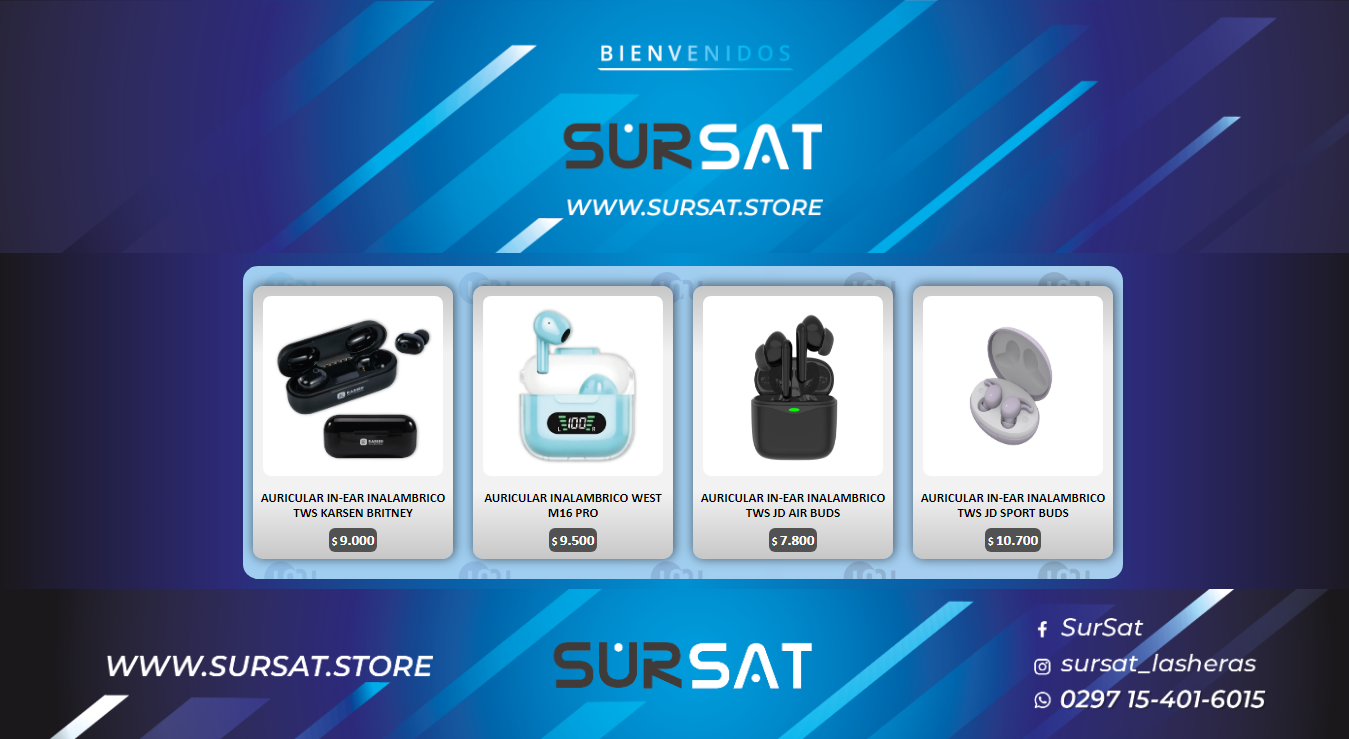 BIENVENIDOS
SURSAT
WWW.SURSAT.STORE
AURICULAR IN-EAR INALAMBRICO
TWS KARSEN BRITNEY
$ 9.000
100
L R
AURICULAR INALAMBRICO WEST
M16 PRO
$ 9.500
AURICULAR IN-EAR INALAMBRICO
TWS JD AIR BUDS
$ 7.800
AURICULAR IN-EAR INALAMBRICO
TWS JD SPORT BUDS
$ 10.700
WWW.SURSAT.STORE
SURSAT
SurSat
sursat_lasheras
0297 15-401-6015